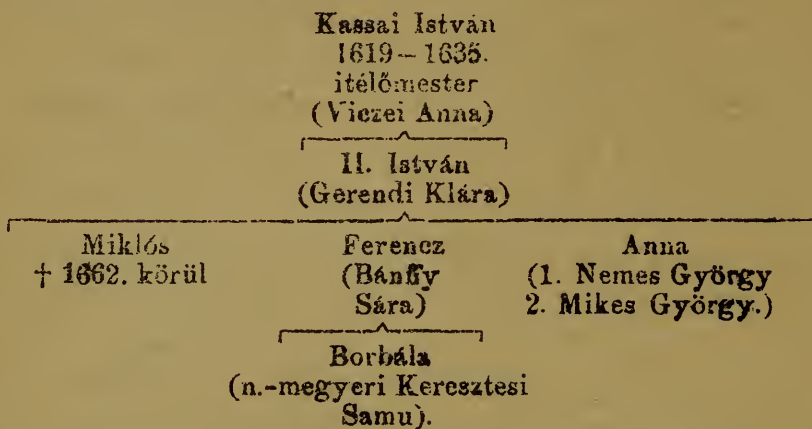 Kassai István
1619–1635.
itélőmester
(Viczei Anna)
II. István
(Gerendi Klára)
Miklós Ferencz Anna
† 1662. körül (Bánffy (1. Nemes György
Sára) 2. Mikes György.)
Borbála
(n.-megyeri Keresztesi
Samu).